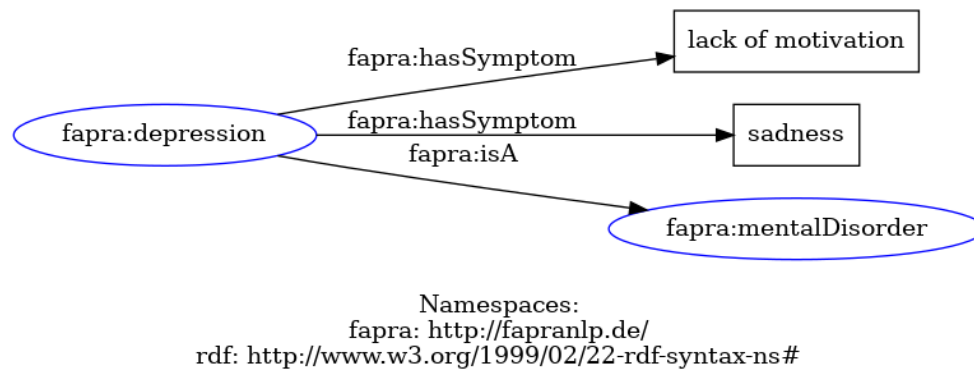 lack of motivation
fapra:hasSymptom
fapra:hasSymptom
fapra:depression
sadness
fapra:isA
fapra:mentalDisorder
Namespaces:
fapra: http://fapranlp.de/
rdf: http://www.w3.org/1999/02/22-rdf-syntax-ns#